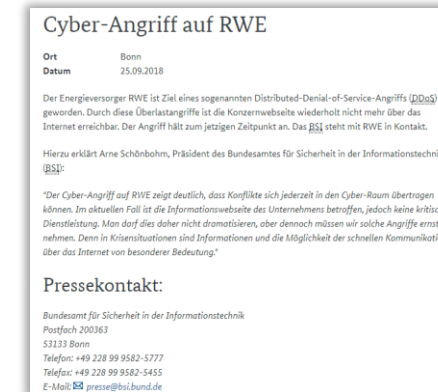 Cyber-Angriff auf RWE
Ort Bonn
Datum 25.09.2018
Der Energieversorger RWE ist Ziel eines sogenannten Distributed-Denial-of-Service-Angriffs (DDoS)
geworden. Durch diese Überlastangriffe ist die Konzernwebseite wiederholt nicht mehr über das
Internet erreichbar. Der Angriff hält zum jetzigen Zeitpunkt an. Das BSI steht mit RWE in Kontakt.
Hierzu erklärt Arne Schönbohm, Präsident des Bundesamtes für Sicherheit in der
(BSI):
"Der Cyber-Angriff auf RWE zeigt deutlich, dass Konflikte sich jederzeit in den Cyber-Raum übertragen
können. Im aktuellen Fall ist die Informationswebseite des Unternehmens betroffen, jedoch keine
Dienstleistung. Man darf dies daher nicht dramatisieren, aber dennoch müssen wir solche Angriffe ernst
nehmen. Denn in Krisensituationen sind Informationen und die Möglichkeit der schnellen
über das Internet von besonderer Bedeutung."
Pressekontakt:
Bundesamt für Sicherheit in der Informationstechnik
Postfach 200363
53133 Bonn
Telefon: +49 228 99 9582-5777
Telefax: +49 228 99 9582-5455
E-Mail: presse@bsi.bund.de